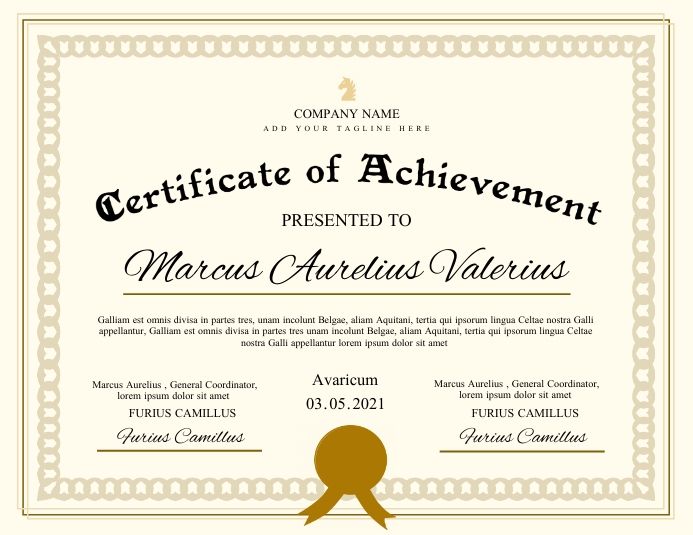 COMPANY NAME
ADD YOUR TAGLINE HERE
Certificate of Achievement
PRESENTED TO
Marcus Aurelius Valerius
Galliam est omnis divisa in partes tres, unam incolunt Belgae, aliam Aquitani, tertia qui ipsorum lingua Celtae nostra Galli
appellantur, Galliam est omnis divisa in partes tres unam incolunt Belgae, aliam Aquitani, tertia qui ipsorum lingua Celtae
nostra Galli appellantur lorem ipsum dolor sit amet
Marcus Aurelius , General Coordinator,
lorem ipsum dolor sit amet
FURIUS CAMILLUS
Furius Camillus
Avaricum
03.05.2021
Marcus Aurelius , General Coordinator,
lorem ipsum dolor sit amet
FURIUS CAMILLUS
Furius Camillus